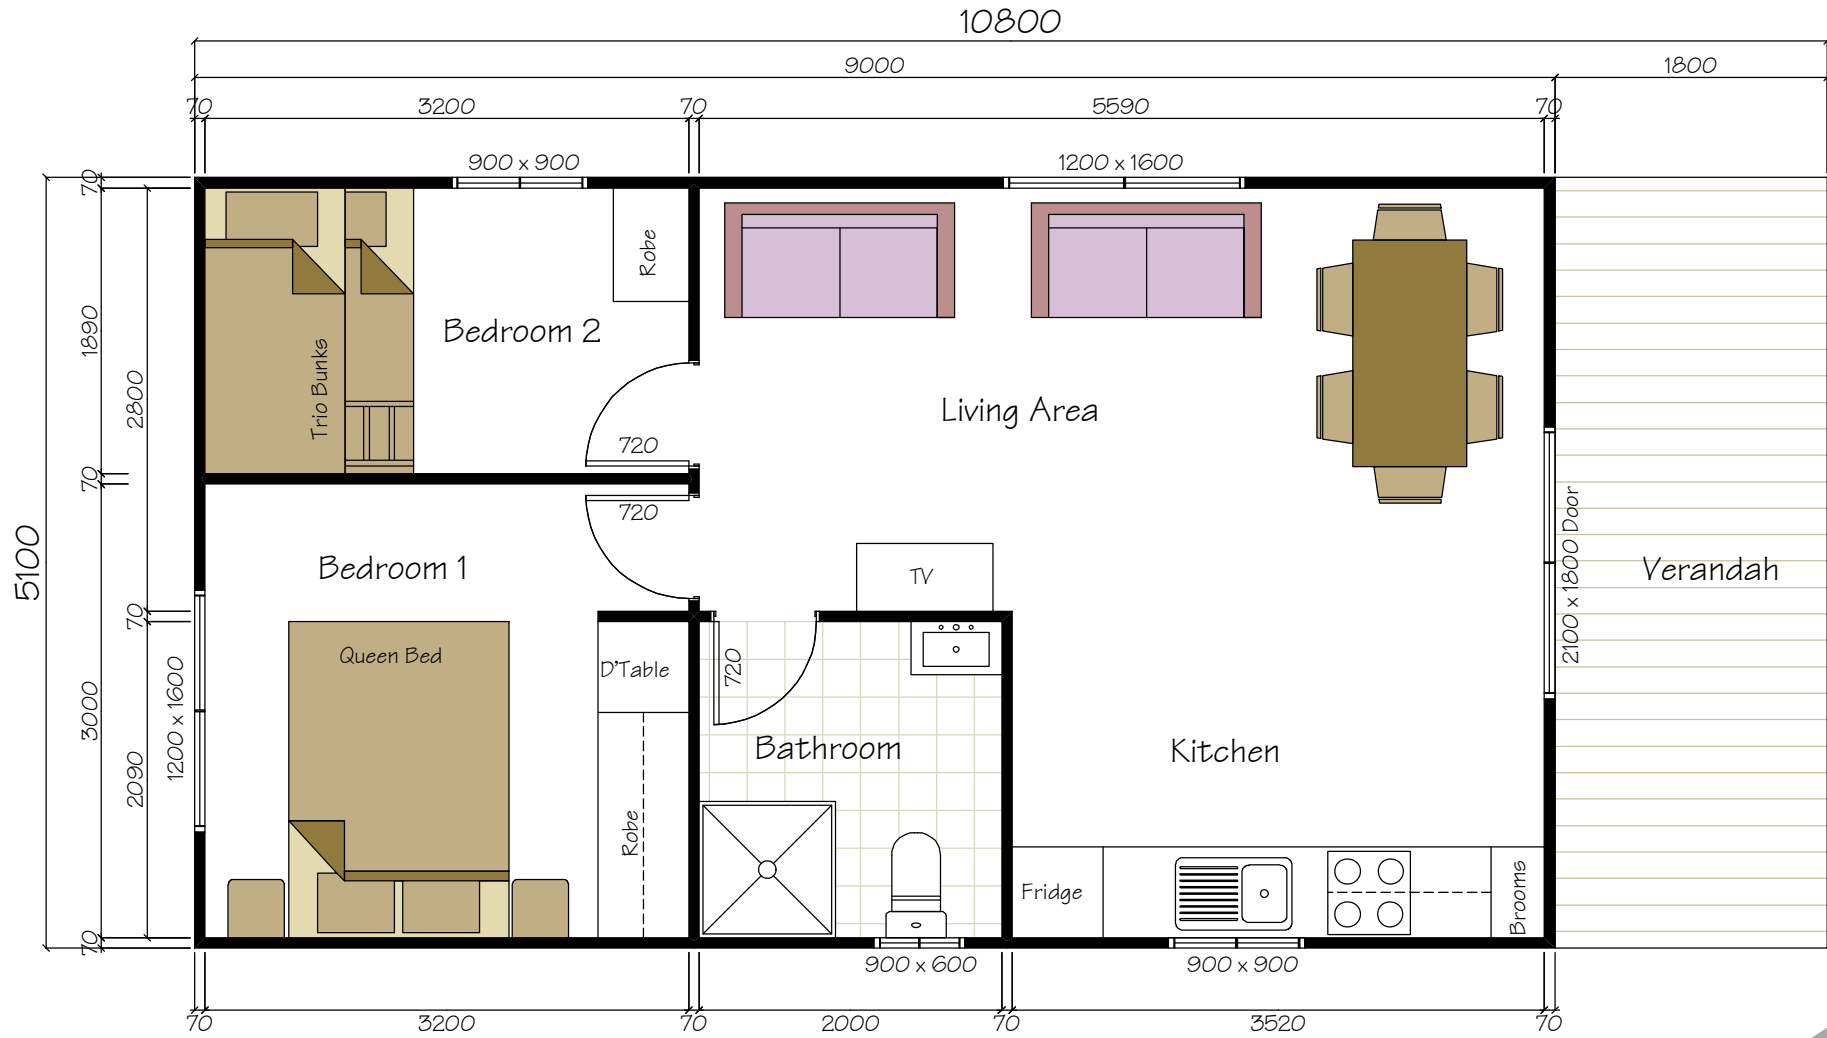 10800
9000
1800
70
3200
70
5590
70
900 x 900
1200 x 1600
70
1890
2800
70
5100
70
3000
2090
1200 x 1600
70
Robe
Bedroom 2
Trio Bunks
720
Living Area
720
Bedroom 1
TV
2100 x 1800 Door
Verandah
Queen Bed
D'Table
720
Bathroom
Kitchen
Robe
Fridge
Brooms
900 x 600
900 x 900
70
3200
70
2000
70
3520
70